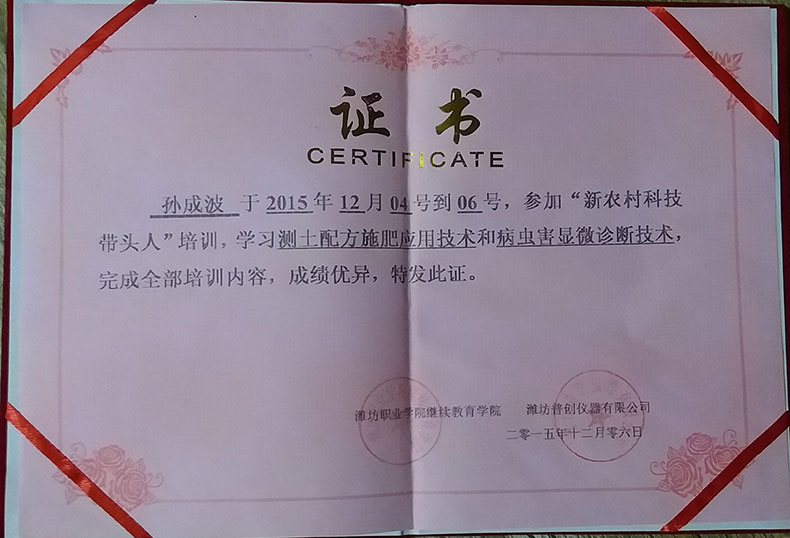 证 书
CERTIFICATE
孙成波 于 2015 年 12 月 04 号到 06 号，参加“新农村科技
带头人”培训，学习测土配方施肥应用技术和病虫害显微诊断技术，
完成全部培训内容，成绩优异，特发此证。
潍坊职业学院继续教育学院 潍坊普创仪器有限公司
二零一五年十二月零六日